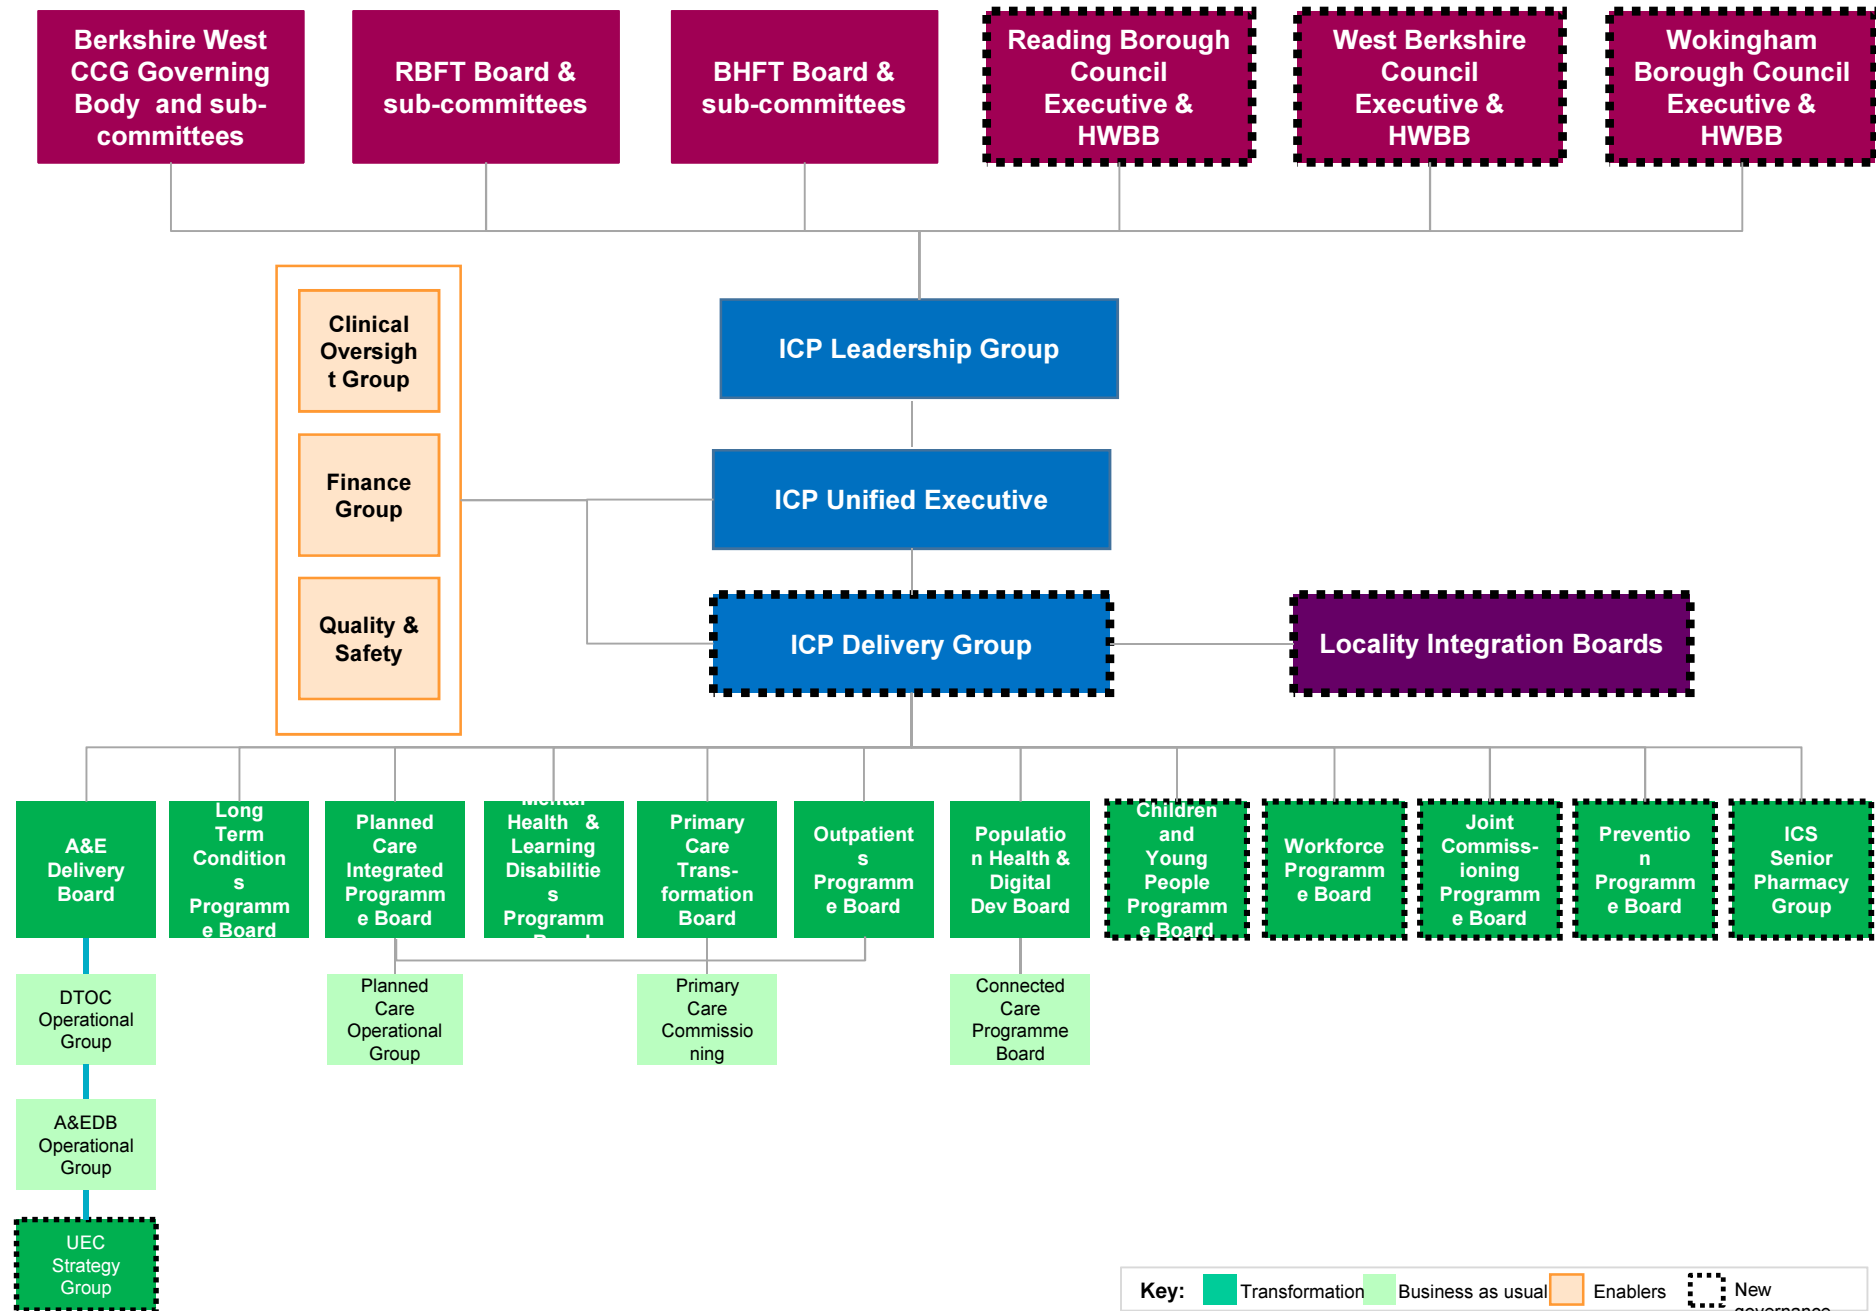 Berkshire West
CCG Governing
Body and sub-
committees
RBFT Board &
sub-committees
BHFT Board &
sub-committees
Reading Borough
Council
Executive &
HWBB
West Berkshire
Council
Executive &
HWBB
Wokingham
Borough Council
Executive &
HWBB
Clinical
Oversigh
t Group
Finance
Group
Quality &
Safety
ICP Leadership Group
ICP Unified Executive
ICP Delivery Group
Locality Integration Boards
A&E
Delivery
Board
Long
Term
Condition
s
Programm
e Board
Planned
Care
Integrated
Programm
e Board
Mental
Health &
Learning
Disabilitie
s
Programm
e Board
Primary
Care
Trans-
formation
Board
Outpatient
s
Programm
e Board
Populatio
n Health &
Digital
Dev Board
Children
and
Young
People
Programm
e Board
Workforce
Programm
e Board
Joint
Commiss-
ioning
Programm
e Board
Preventio
n
Programm
e Board
ICS
Senior
Pharmacy
Group
DTOC
Operational
Group
Planned
Care
Operational
Group
Primary
Care
Commissio
ning
Connected
Care
Programme
Board
A&EDB
Operational
Group
UEC
Strategy
Group
Key: Transformation Business as usual Enablers New
governance